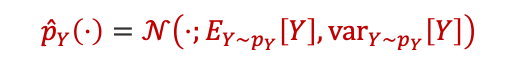 p̂_Y(·) = 𝒩(·; E_{Y∼p_Y}[Y], var_{Y∼p_Y}[Y])